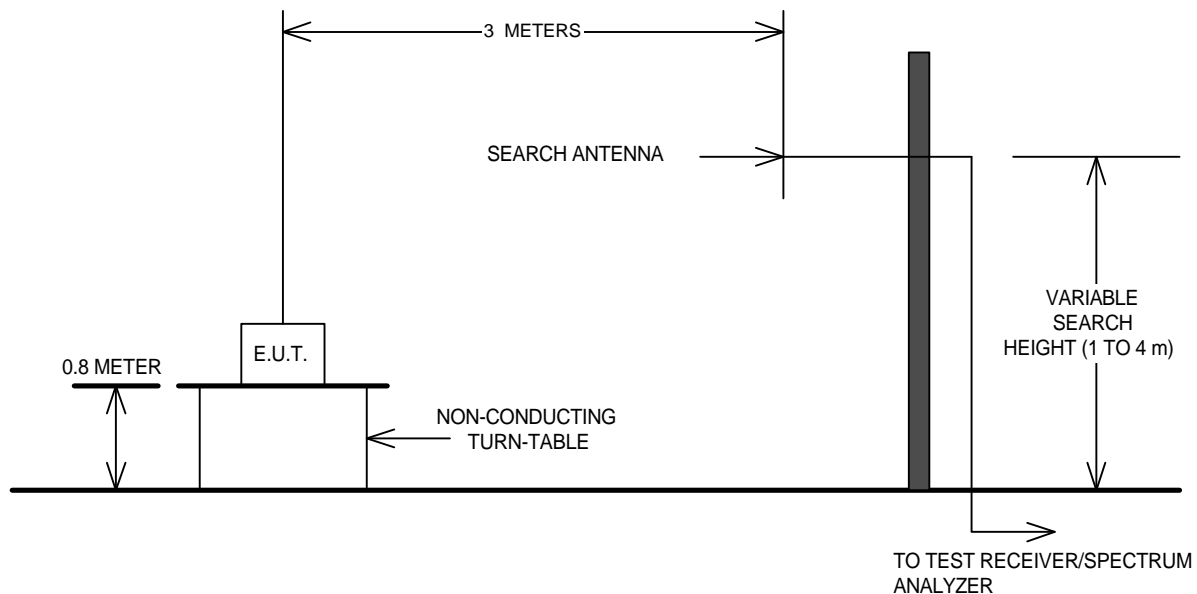 3 METERS
SEARCH ANTENNA
VARIABLE
SEARCH
HEIGHT (1 TO 4 m)
E.U.T.
0.8 METER
NON-CONDUCTING
TURN-TABLE
TO TEST RECEIVER/SPECTRUM
ANALYZER